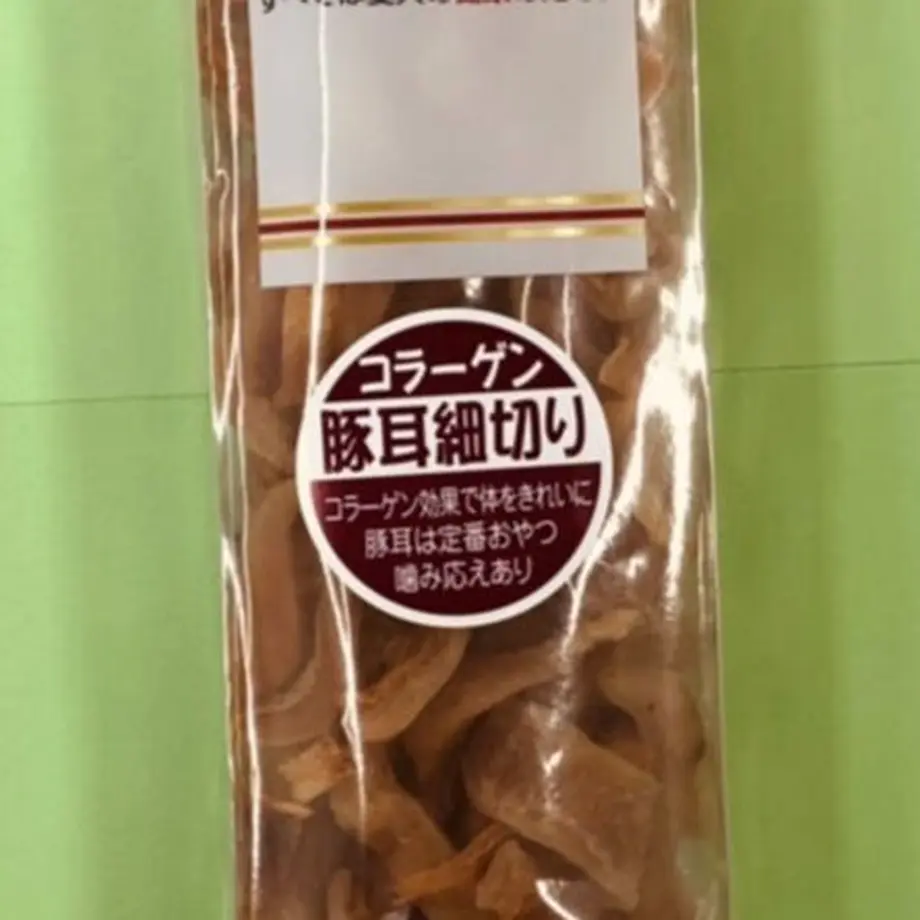 コラーゲン
豚耳細切り
コラーゲン効果で体をきれいに
豚耳は定番おやつ
噛み応えあり